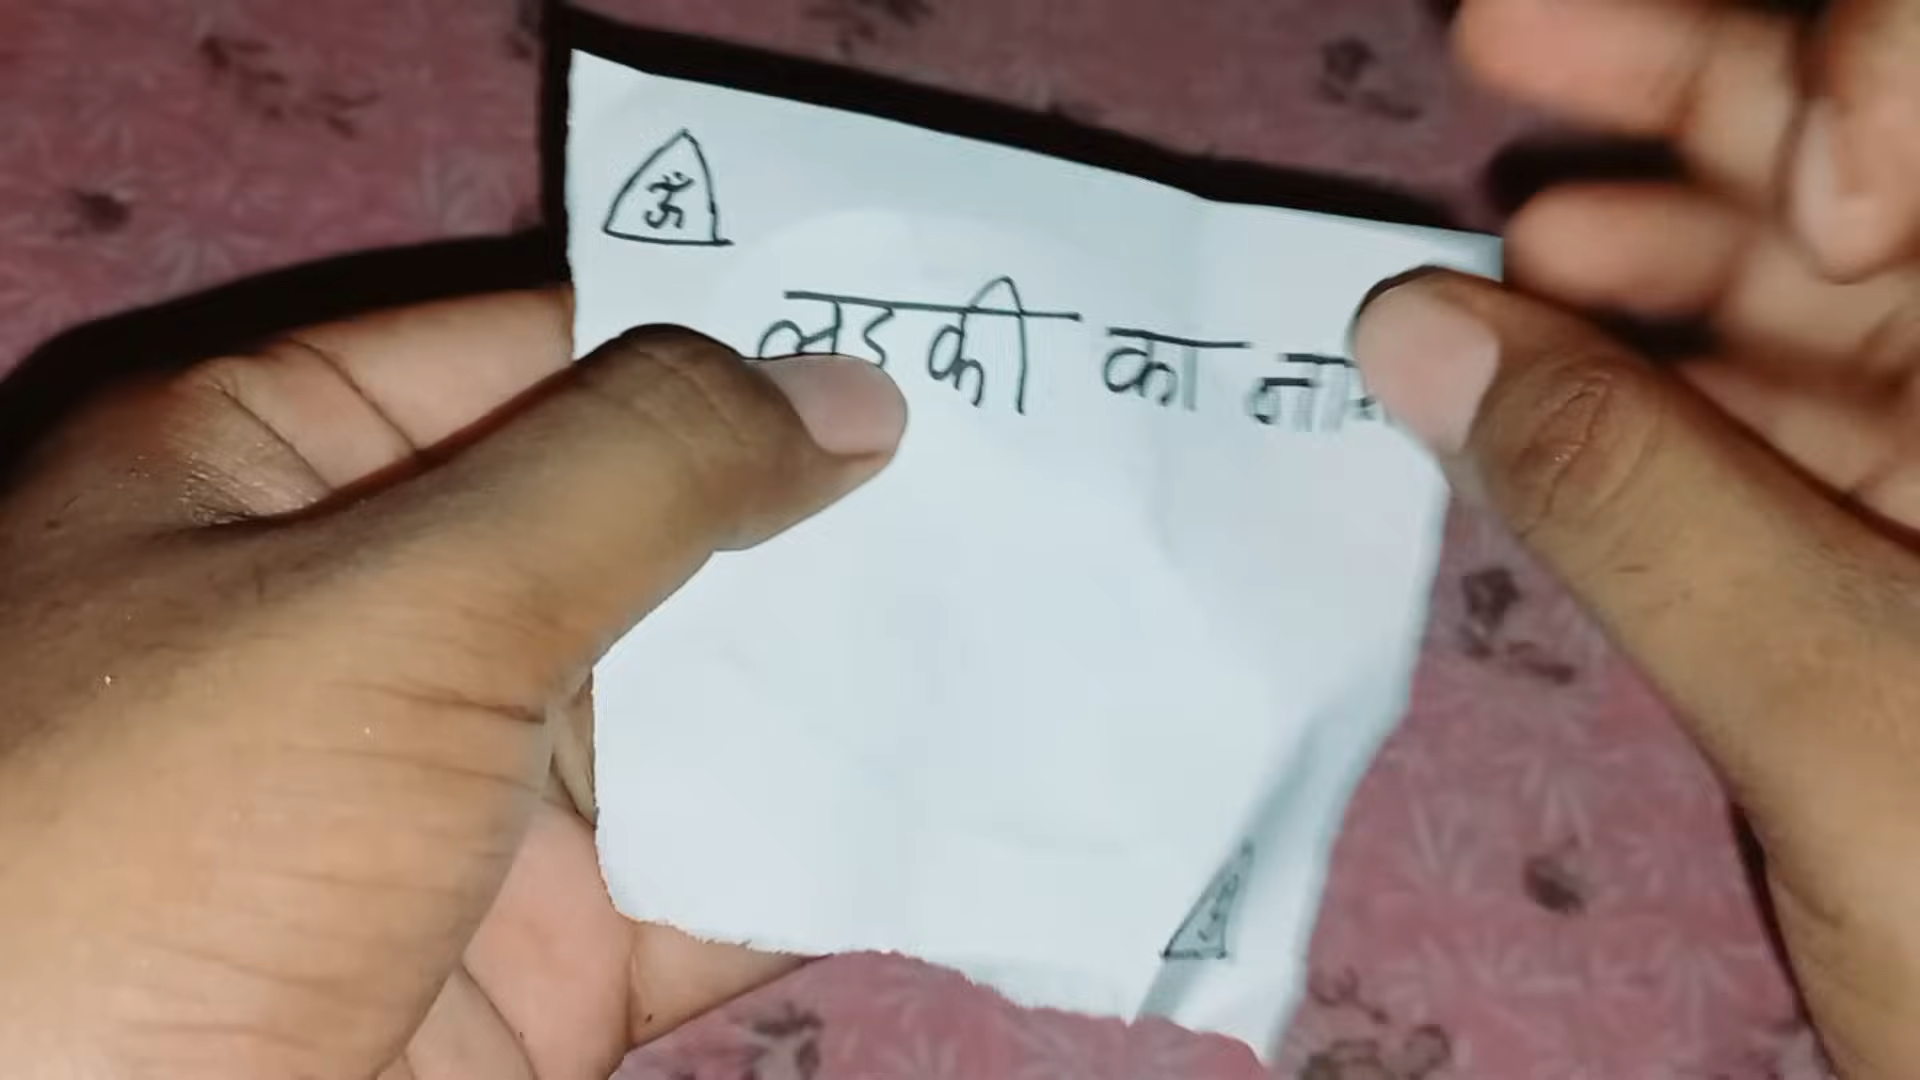 ॐ
लडकी का नाम
ॐ